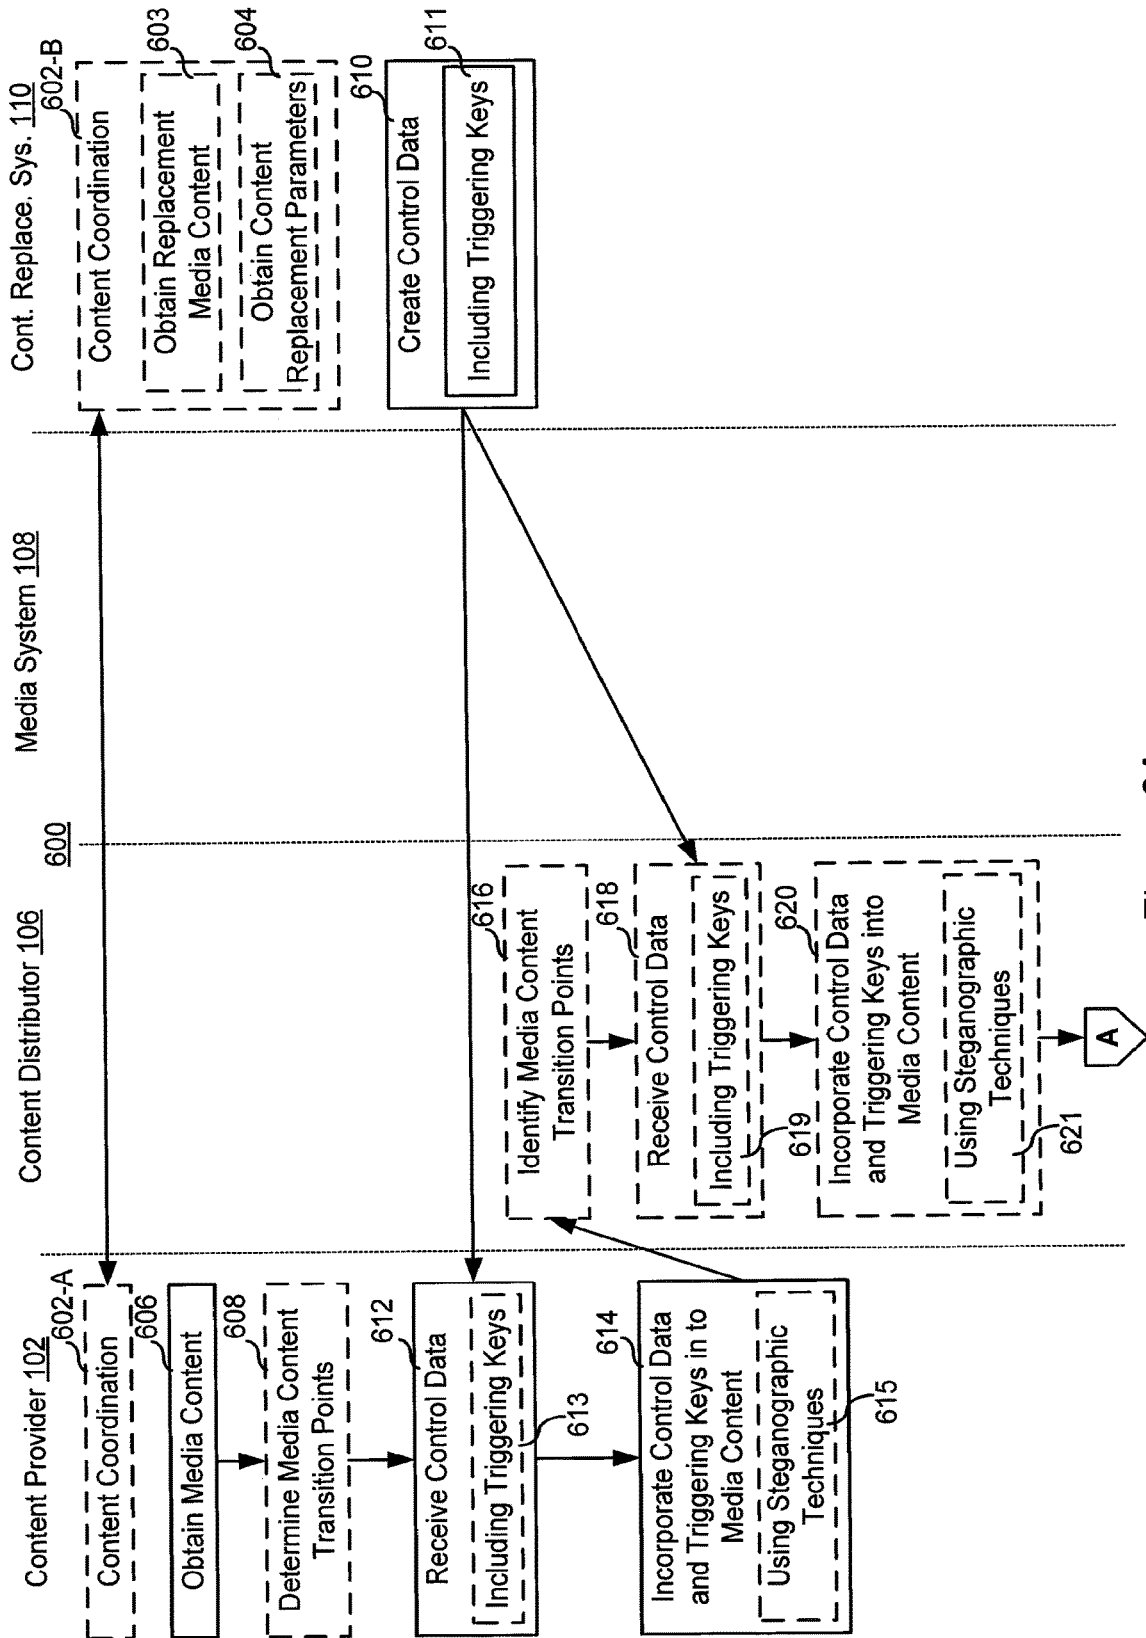 600
Content Provider 102
Content Distributor 106
Media System 108
Cont. Replace. Sys. 110
602-A
Content Coordination
606
Obtain Media Content
608
Determine Media Content
Transition Points
612
Receive Control Data
Including Triggering Keys
613
614
Incorporate Control Data
and Triggering Keys in to
Media Content
Using Steganographic
Techniques
615
616
Identify Media Content
Transition Points
618
Receive Control Data
Including Triggering Keys
619
620
Incorporate Control Data
and Triggering Keys into
Media Content
Using Steganographic
Techniques
621
A
602-B
Content Coordination
603
Obtain Replacement
Media Content
604
Obtain Content
Replacement Parameters
610
Create Control Data
611
Including Triggering Keys